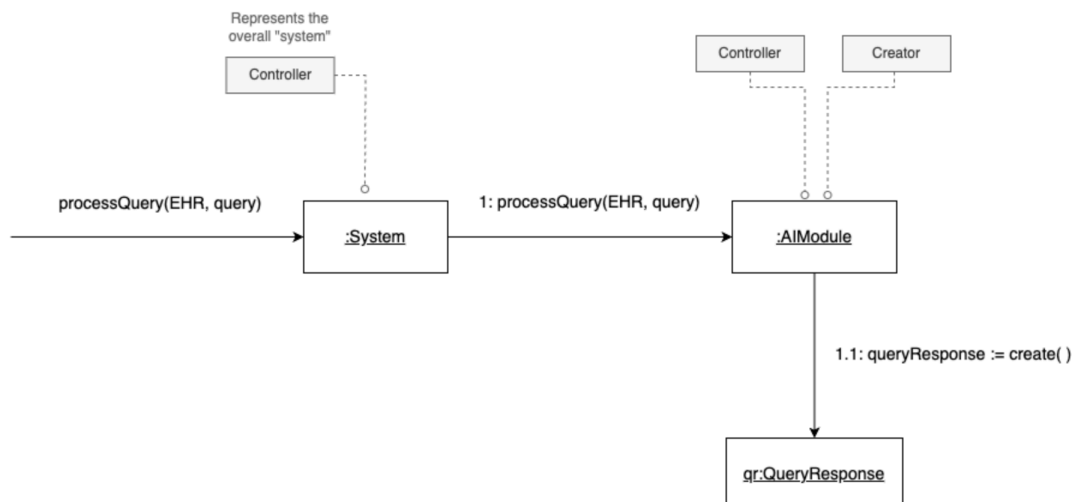 Represents the
overall "system"
Controller
Controller
Creator
processQuery(EHR, query)
1: processQuery(EHR, query)
:System
:AIModule
1.1: queryResponse := create( )
qr:QueryResponse